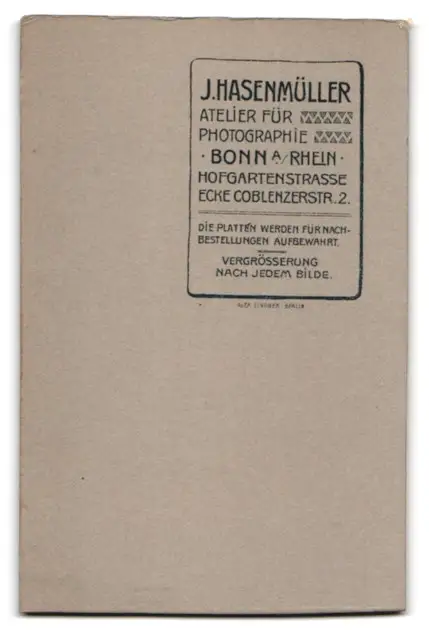 J. HASENMÜLLER
ATELIER FÜR
PHOTOGRAPHIE
· BONN A/RHEIN ·
HOFGARTENSTRASSE
ECKE COBLENZERSTR. 2.
DIE PLATTEN WERDEN FÜR NACH-
BESTELLUNGEN AUFBEWAHRT.
VERGRÖSSERUNG
NACH JEDEM BILDE.
BERLIN